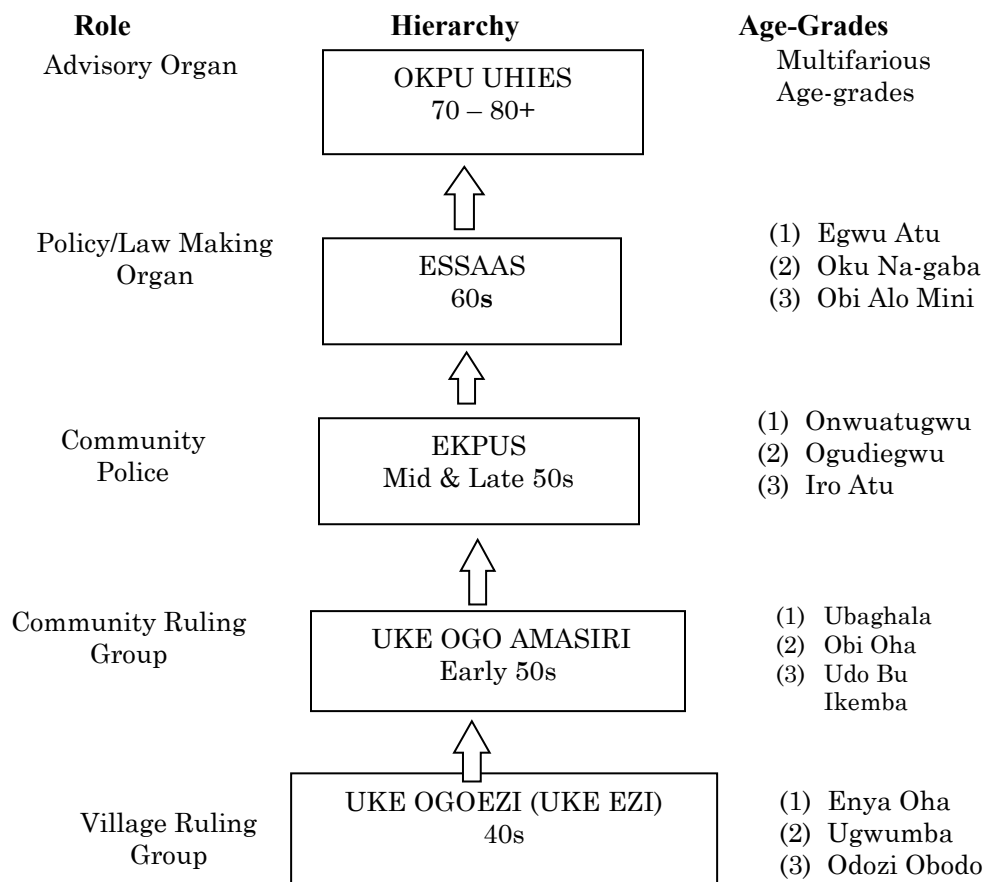 Role Hierarchy Age-Grades
Advisory Organ
OKPU UHIES
70 – 80+
Multifarious
Age-grades
Policy/Law Making
Organ
ESSAAS
60s
(1) Egwu Atu
(2) Oku Na-gaba
(3) Obi Alo Mini
Community
Police
EKPUS
Mid & Late 50s
(1) Onwuatugwu
(2) Ogudiegwu
(3) Iro Atu
Community Ruling
Group
UKE OGO AMASIRI
Early 50s
(1) Ubaghala
(2) Obi Oha
(3) Udo Bu
Ikemba
Village Ruling
Group
UKE OGOEZI (UKE EZI)
40s
(1) Enya Oha
(2) Ugwumba
(3) Odozi Obodo